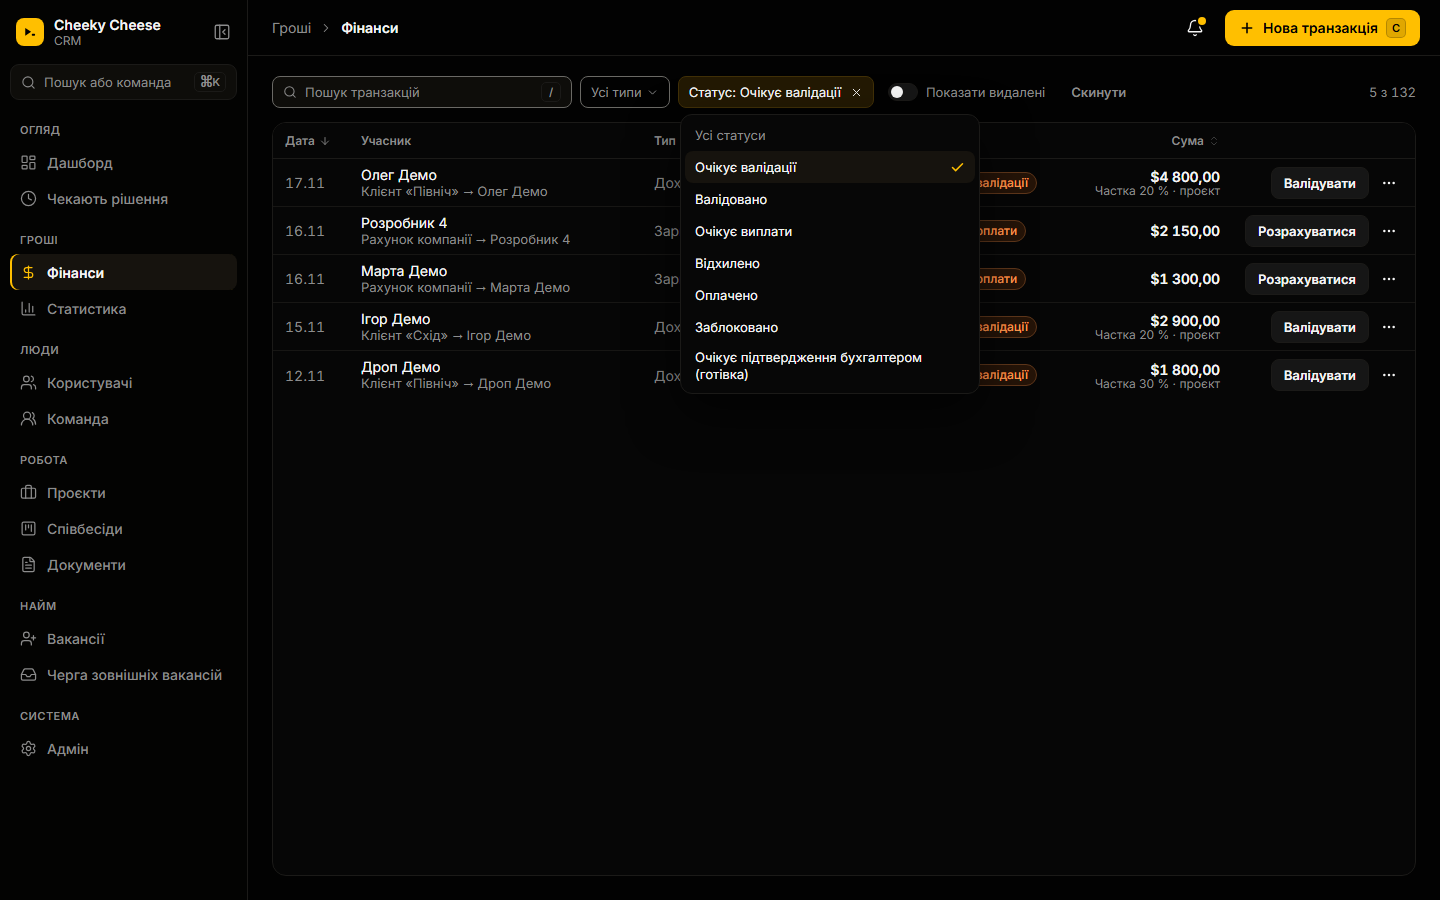 Cheeky Cheese
CRM
Пошук або команда ⌘K
ОГЛЯД
Дашборд
Чекають рішення
ГРОШІ
Фінанси
Статистика
ЛЮДИ
Користувачі
Команда
РОБОТА
Проєкти
Співбесіди
Документи
НАЙМ
Вакансії
Черга зовнішніх вакансій
СИСТЕМА
Адмін
Гроші > Фінанси
+ Нова транзакція C
Пошук транзакцій /
Усі типи
Статус: Очікує валідації ×
Показати видалені
Скинути
5 з 132
Дата ↓ Учасник Тип Сума
Усі статуси
Очікує валідації
Валідовано
Очікує виплати
Відхилено
Оплачено
Заблоковано
Очікує підтвердження бухгалтером
(готівка)
17.11 Олег Демо $4 800,00 Валідувати
Клієнт «Північ» → Олег Демо Частка 20 % · проєкт
16.11 Розробник 4 $2 150,00 Розрахуватися
Рахунок компанії → Розробник 4
16.11 Марта Демо $1 300,00 Розрахуватися
Рахунок компанії → Марта Демо
15.11 Ігор Демо $2 900,00 Валідувати
Клієнт «Схід» → Ігор Демо Частка 20 % · проєкт
12.11 Дроп Демо $1 800,00 Валідувати
Клієнт «Північ» → Дроп Демо Частка 30 % · проєкт